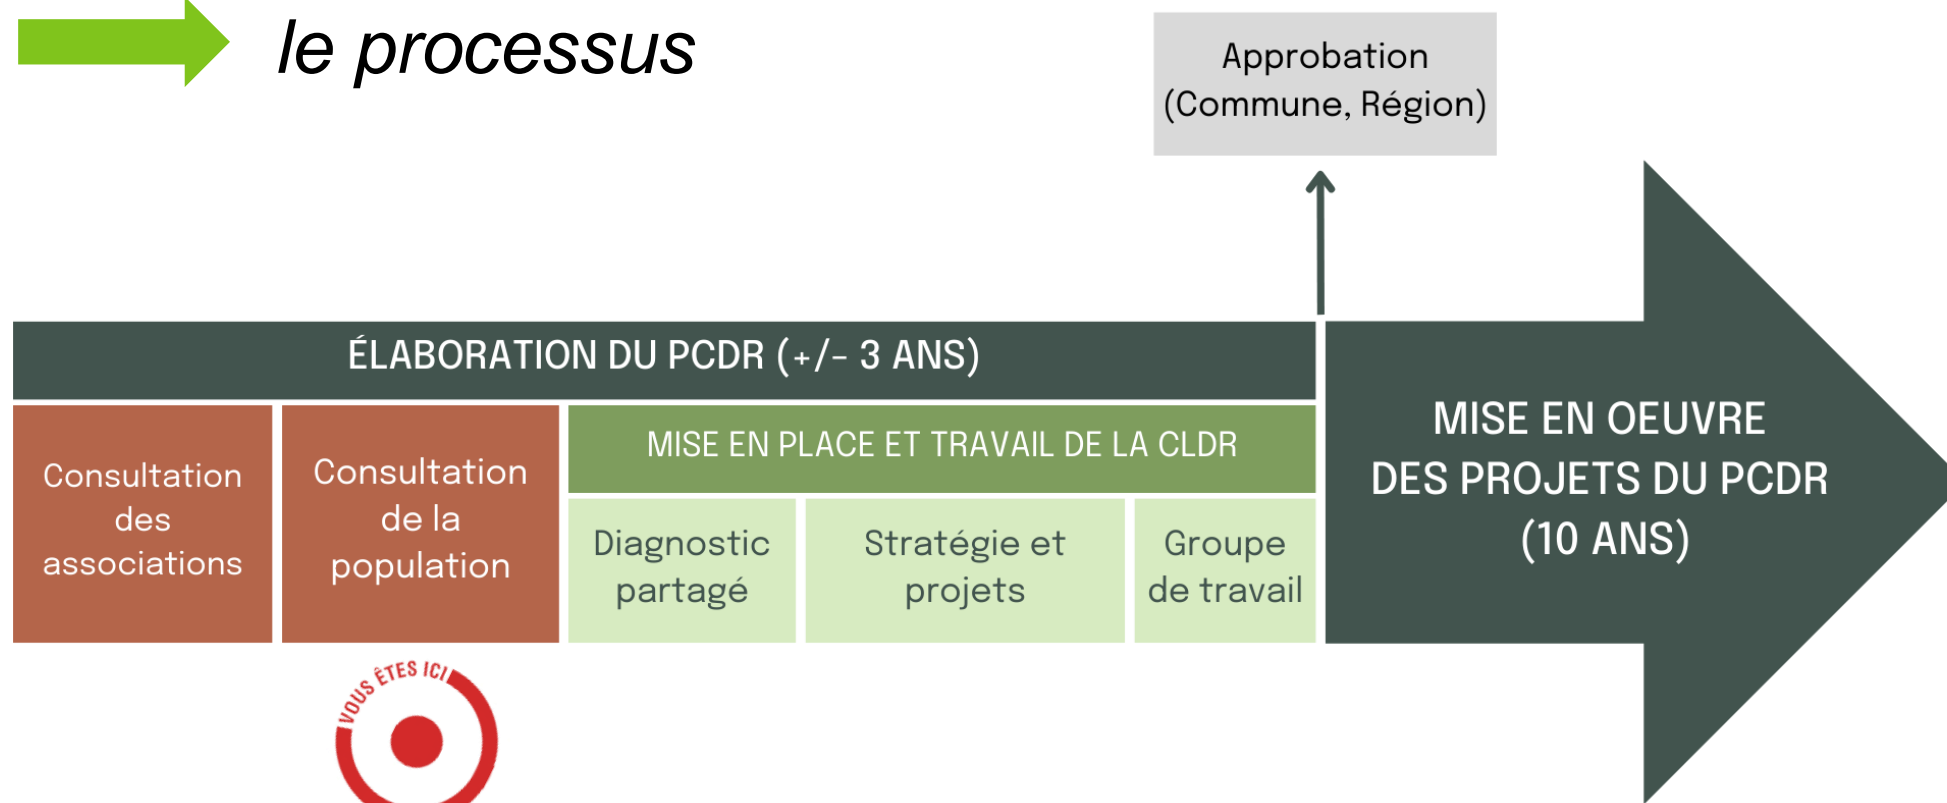 le processus
Approbation
(Commune, Région)
ÉLABORATION DU PCDR (+/- 3 ANS)
Consultation
des
associations
Consultation
de la
population
MISE EN PLACE ET TRAVAIL DE LA CLDR
Diagnostic
partagé
Stratégie et
projets
Groupe
de travail
MISE EN OEUVRE
DES PROJETS DU PCDR
(10 ANS)
VOUS ÊTES ICI